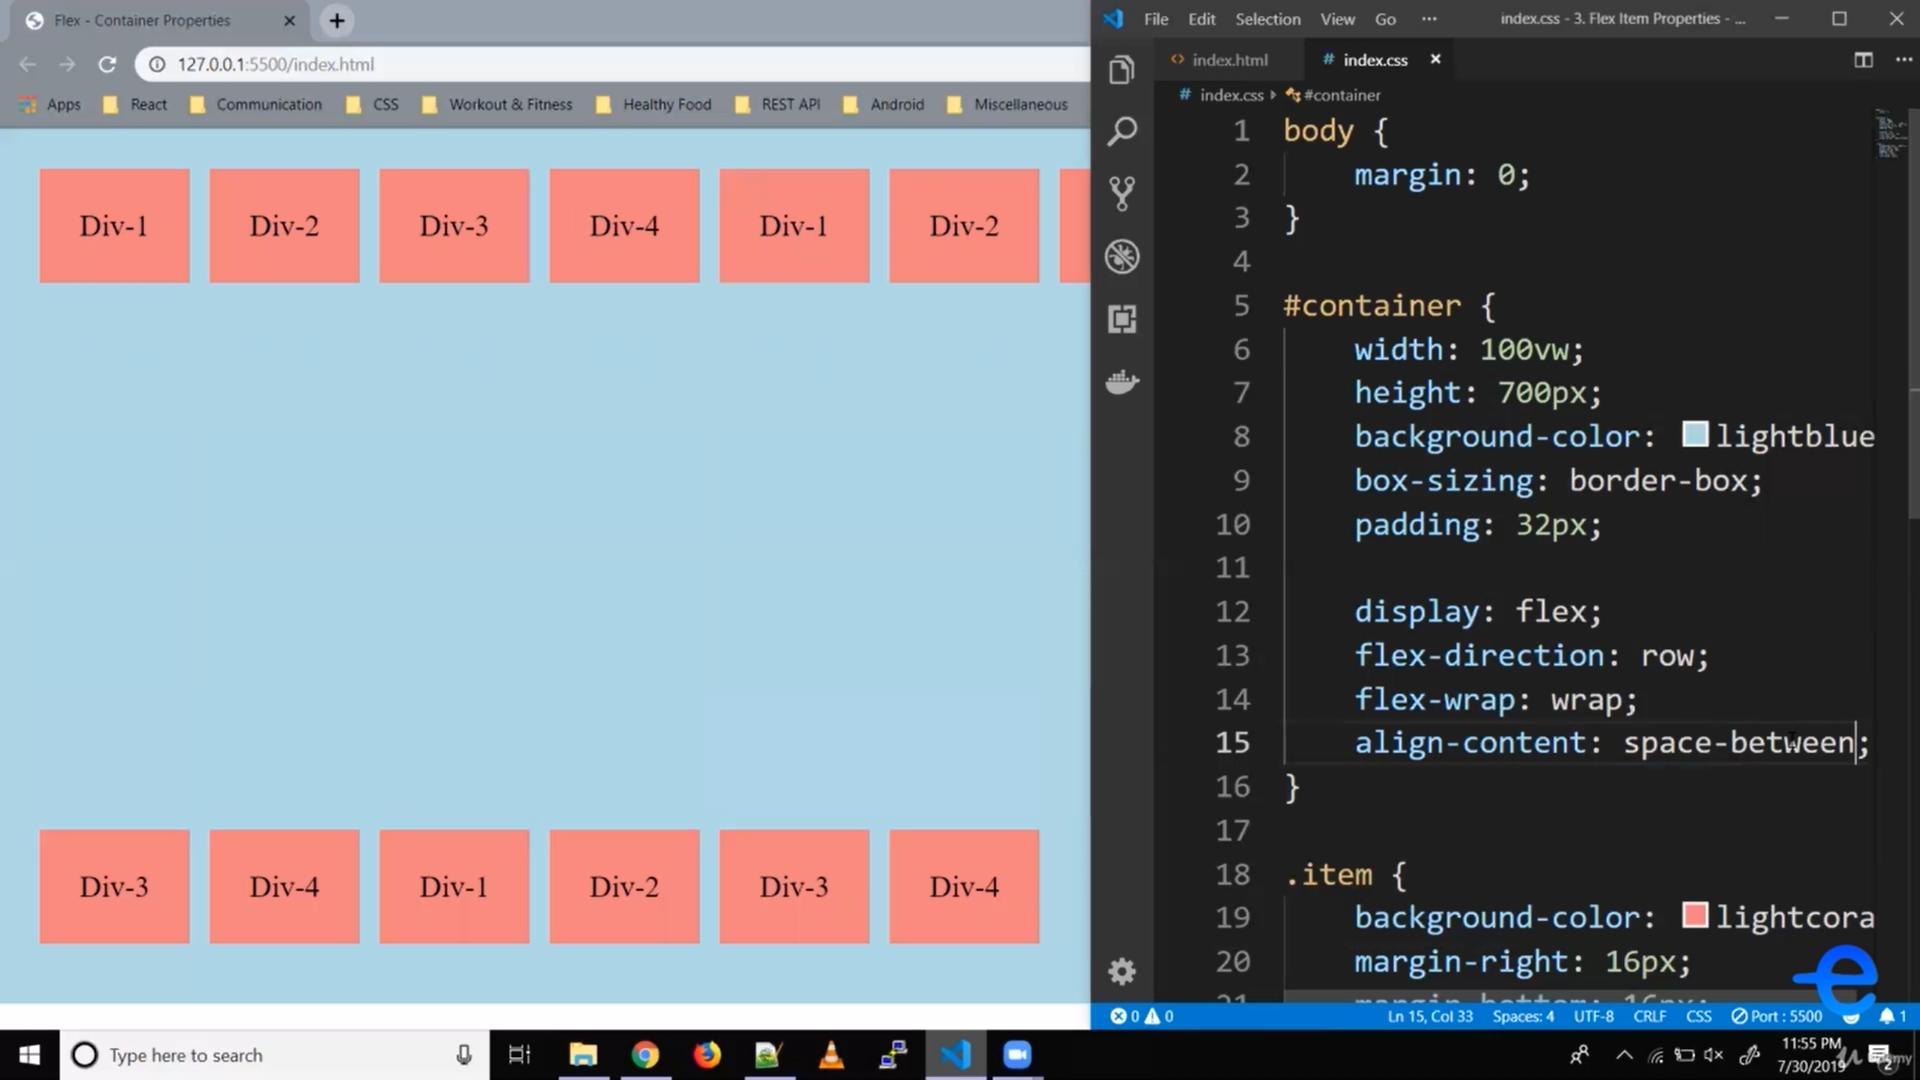 Flex - Container Properties
127.0.0.1:5500/index.html
Apps React Communication CSS Workout & Fitness Healthy Food REST API Android Miscellaneous
Div-1 Div-2 Div-3 Div-4 Div-1 Div-2
Div-3 Div-4 Div-1 Div-2 Div-3 Div-4
File Edit Selection View Go ··· index.css - 3. Flex Item Properties - ...
index.html # index.css
# index.css #container
1 body {
2 margin: 0;
3 }
4
5 #container {
6 width: 100vw;
7 height: 700px;
8 background-color: lightblue
9 box-sizing: border-box;
10 padding: 32px;
11
12 display: flex;
13 flex-direction: row;
14 flex-wrap: wrap;
15 align-content: space-between;
16 }
17
18 .item {
19 background-color: lightcora
20 margin-right: 16px;
21 margin-bottom: 16px;
0 0 Ln 15, Col 33 Spaces: 4 UTF-8 CRLF CSS Port : 5500 1
Type here to search
11:55 PM
7/30/2019
2